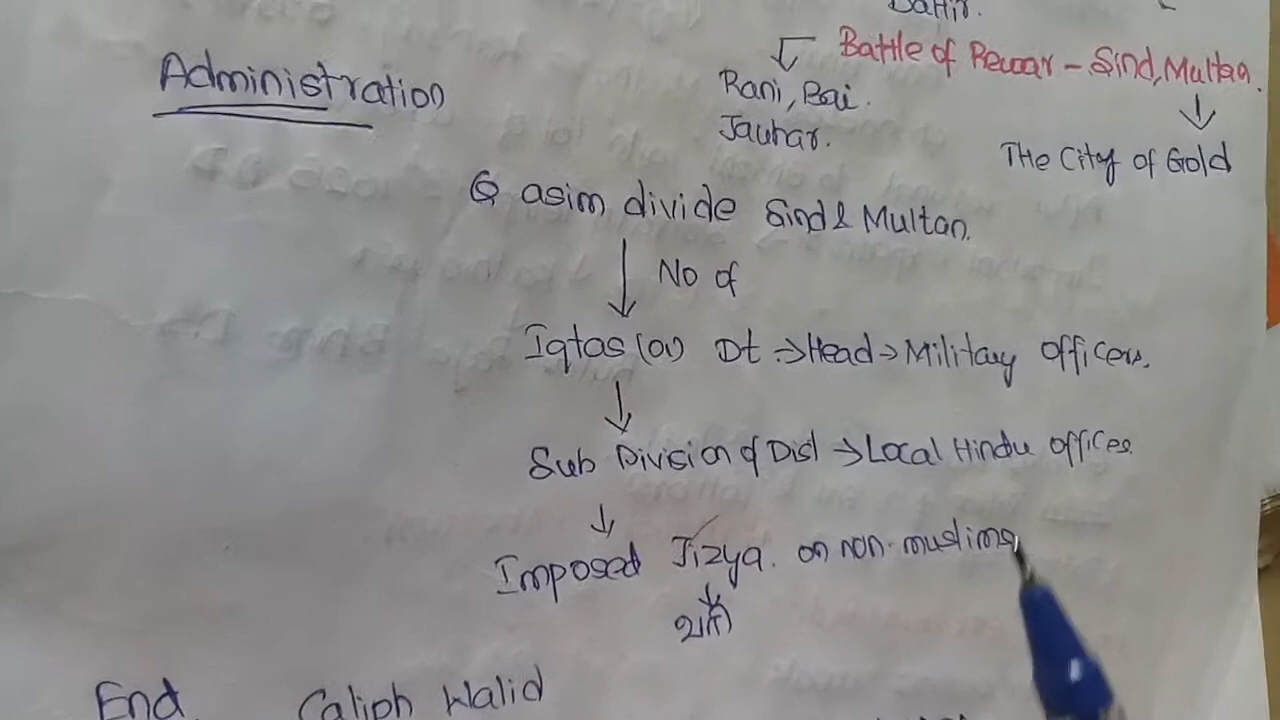 Dahir.
Battle of Rewar - Sind, Multan.
Rani, Bai.
Jauhar.
THe City of Gold
Administration
Qasim divide Sind & Multan.
No of
Iqtas (or) Dt :→ Head → Military Officers.
Sub Division of Dist → Local Hindu offices.
Imposed Jizya. on non-muslims
வரி
End Caliph Walid